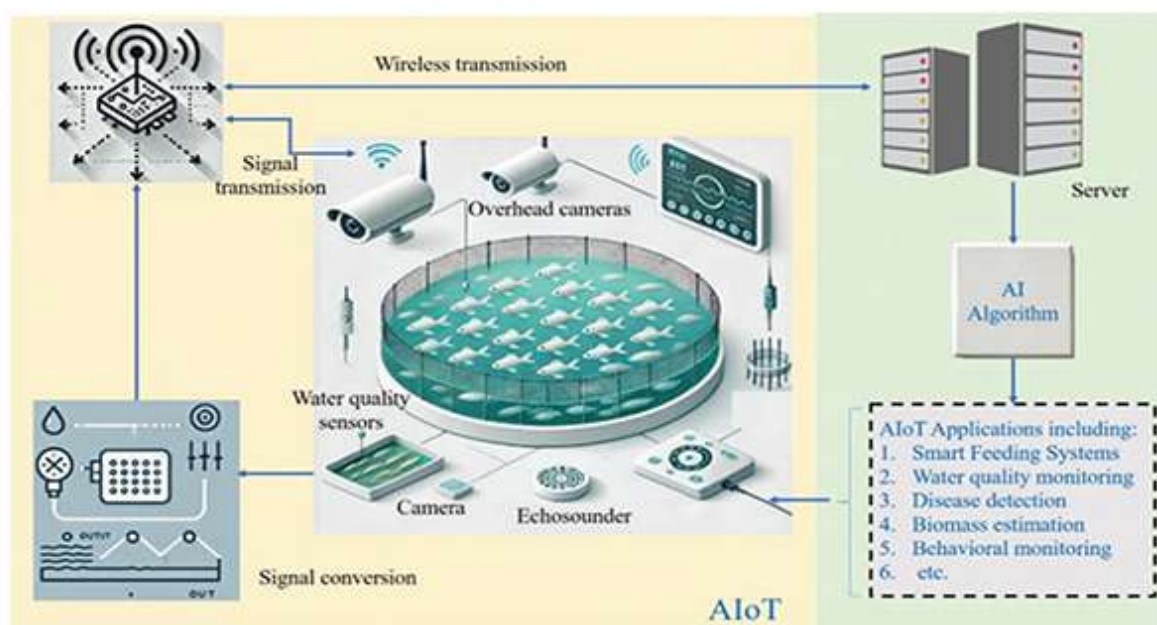 Wireless transmission
Signal
transmission
Overhead cameras
Server
AI
Algorithm
Water quality
sensors
Camera
Echosounder
AIoT Applications including:
1. Smart Feeding Systems
2. Water quality monitoring
3. Disease detection
4. Biomass estimation
5. Behavioral monitoring
6. etc.
OUT
Signal conversion
AIoT